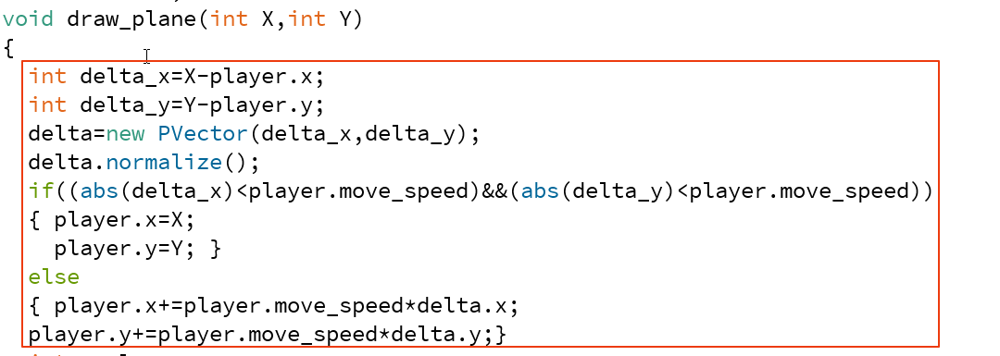 void draw_plane(int X,int Y)
{
int delta_x=X-player.x;
int delta_y=Y-player.y;
delta=new PVector(delta_x,delta_y);
delta.normalize();
if((abs(delta_x)<player.move_speed)&&(abs(delta_y)<player.move_speed))
{ player.x=X;
player.y=Y; }
else
{ player.x+=player.move_speed*delta.x;
player.y+=player.move_speed*delta.y;}